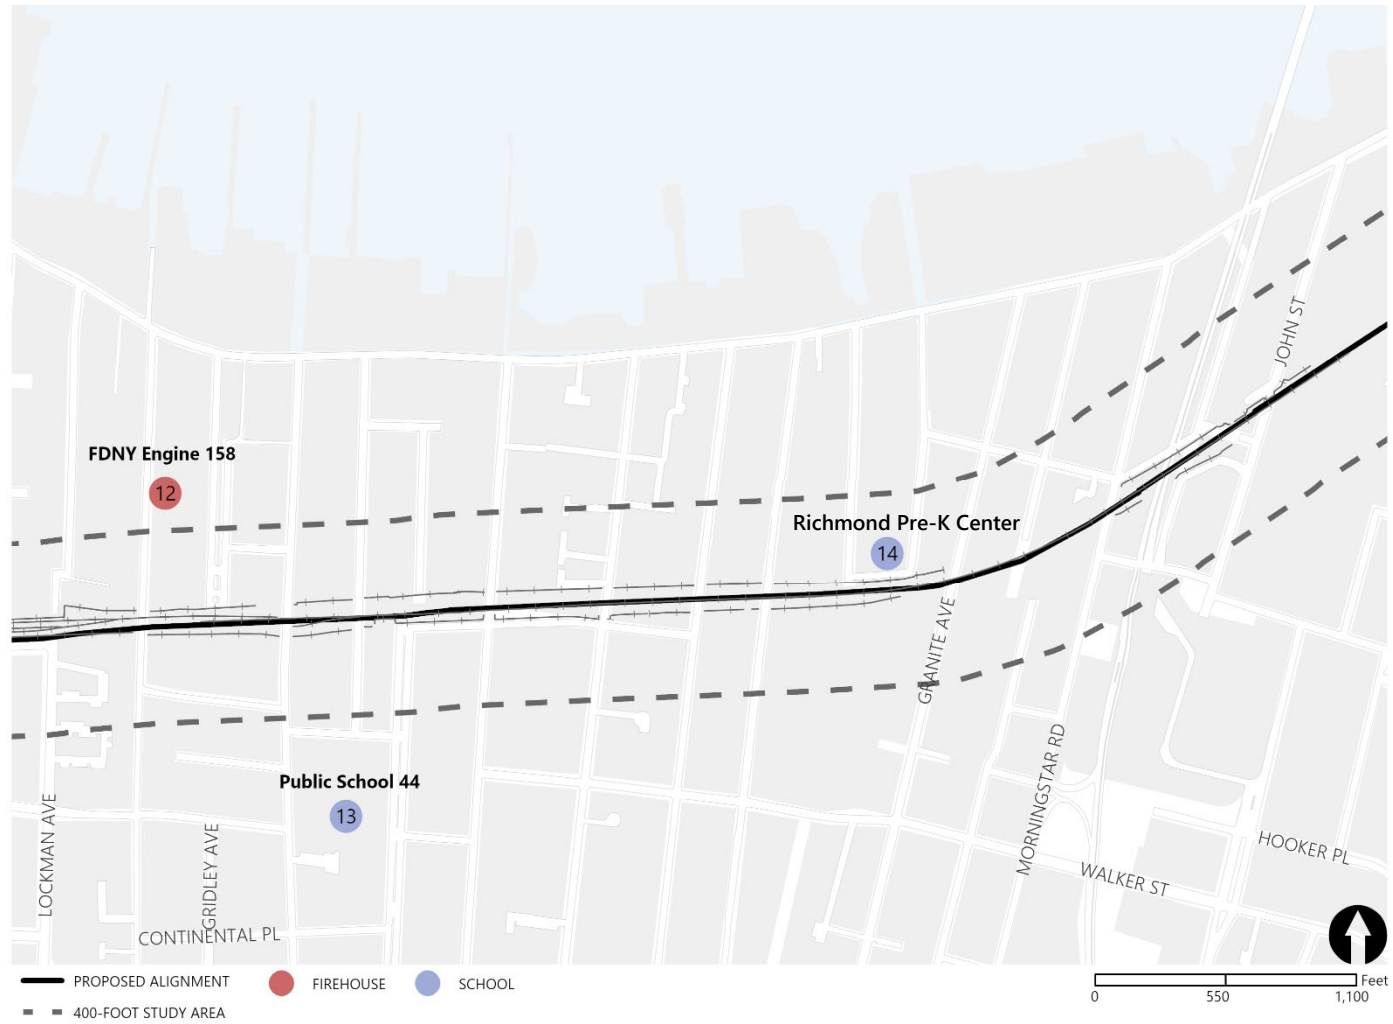 JOHN ST
FDNY Engine 158
12
Richmond Pre-K Center
14
GRANITE AVE
Public School 44
13
MORNINGSTAR RD
LOCKMAN AVE
GRIDLEY AVE
HOOKER PL
WALKER ST
CONTINENTAL PL
PROPOSED ALIGNMENT
FIREHOUSE
SCHOOL
400-FOOT STUDY AREA
Feet
0 550 1,100